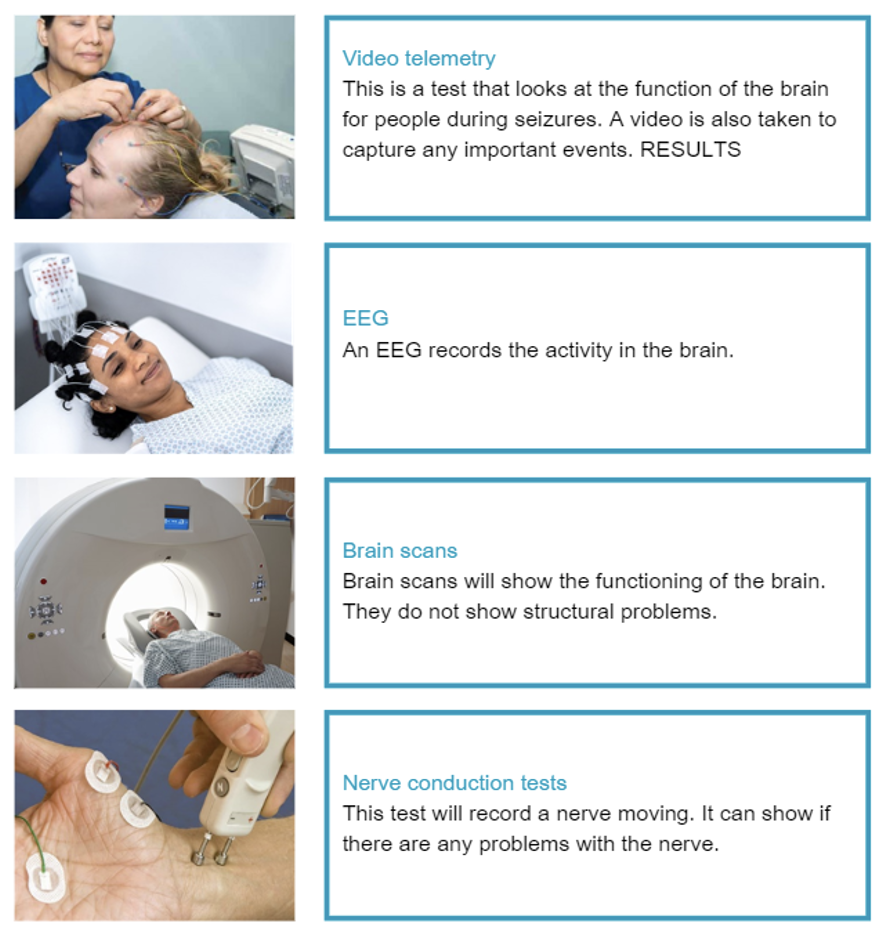 Video telemetry
This is a test that looks at the function of the brain
for people during seizures. A video is also taken to
capture any important events. RESULTS
EEG
An EEG records the activity in the brain.
Brain scans
Brain scans will show the functioning of the brain.
They do not show structural problems.
Nerve conduction tests
This test will record a nerve moving. It can show if
there are any problems with the nerve.